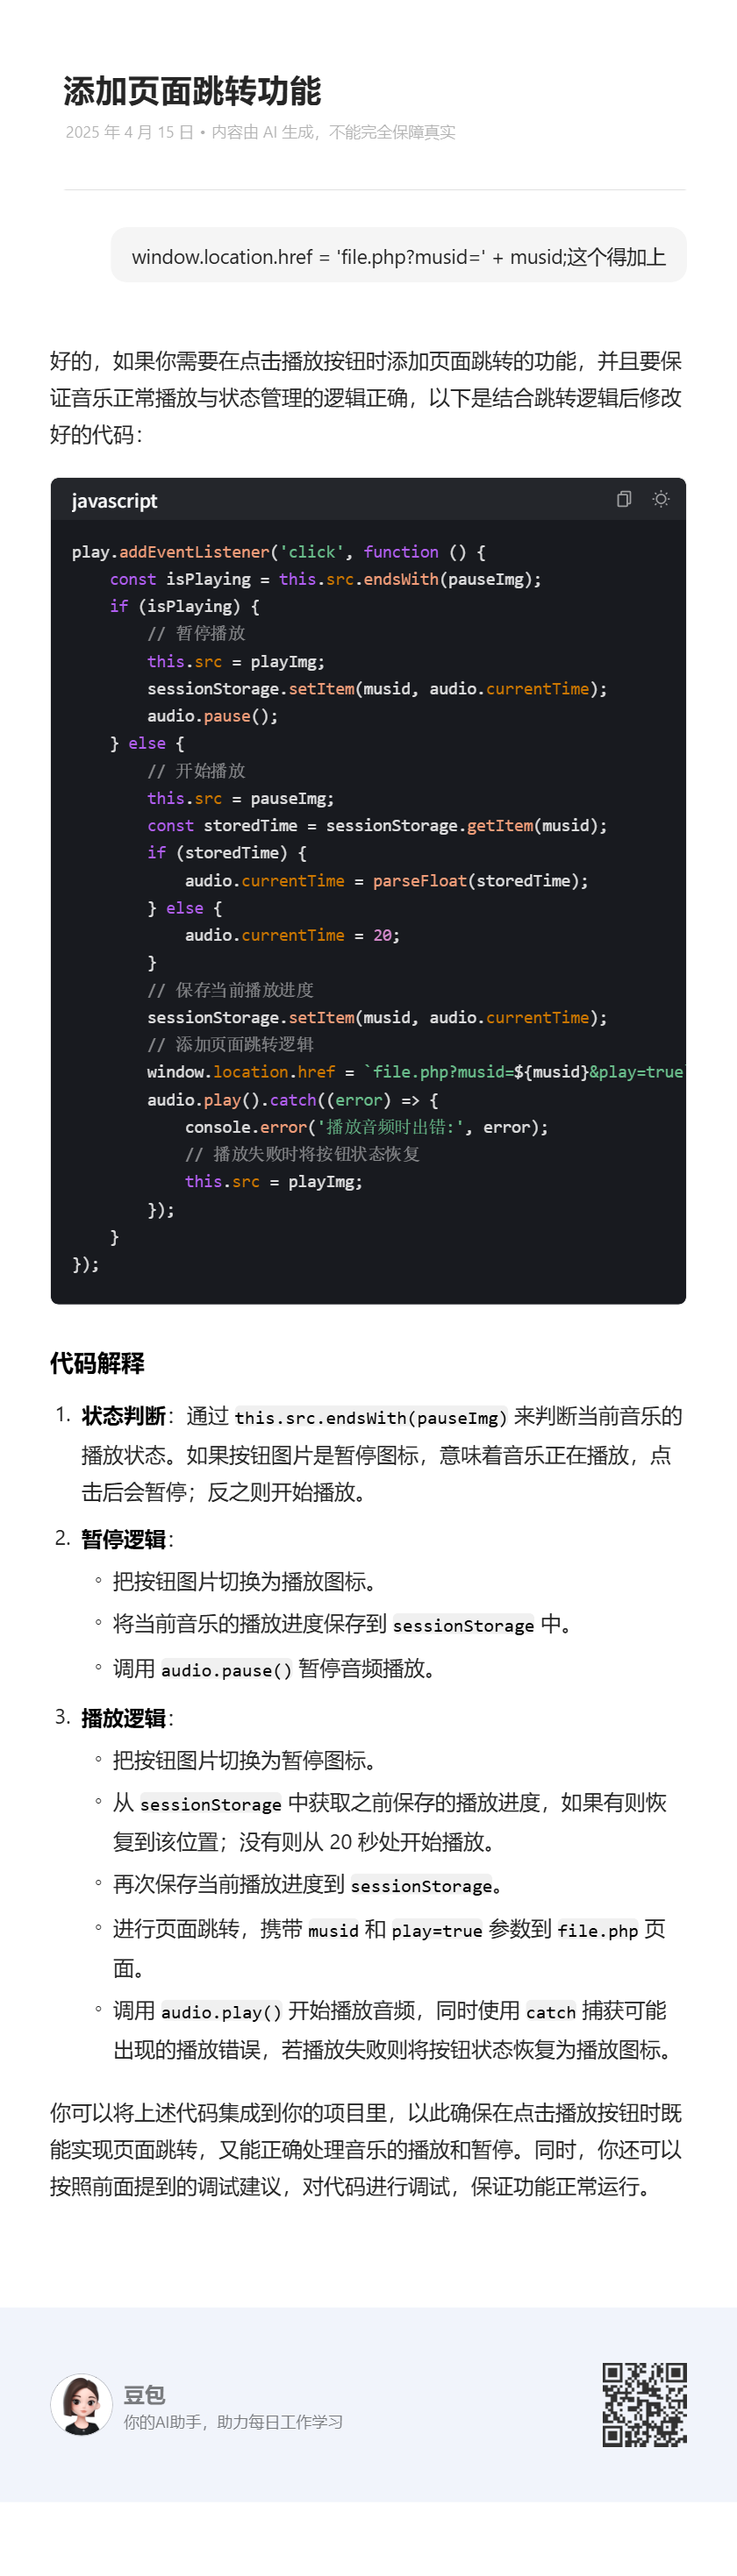 添加页面跳转功能
2025 年 4 月 15 日 • 内容由 AI 生成，不能完全保障真实
window.location.href = 'file.php?musid=' + musid;这个得加上
好的，如果你需要在点击播放按钮时添加页面跳转的功能，并且要保
证音乐正常播放与状态管理的逻辑正确，以下是结合跳转逻辑后修改
好的代码：
javascript
play.addEventListener('click', function () {
    const isPlaying = this.src.endsWith(pauseImg);
    if (isPlaying) {
        // 暂停播放
        this.src = playImg;
        sessionStorage.setItem(musid, audio.currentTime);
        audio.pause();
    } else {
        // 开始播放
        this.src = pauseImg;
        const storedTime = sessionStorage.getItem(musid);
        if (storedTime) {
            audio.currentTime = parseFloat(storedTime);
        } else {
            audio.currentTime = 20;
        }
        // 保存当前播放进度
        sessionStorage.setItem(musid, audio.currentTime);
        // 添加页面跳转逻辑
        window.location.href = `file.php?musid=${musid}&play=true`
        audio.play().catch((error) => {
            console.error('播放音频时出错:', error);
            // 播放失败时将按钮状态恢复
            this.src = playImg;
        });
    }
});
代码解释
1. 状态判断：通过 this.src.endsWith(pauseImg) 来判断当前音乐的
播放状态。如果按钮图片是暂停图标，意味着音乐正在播放，点
击后会暂停；反之则开始播放。
2. 暂停逻辑：
◦ 把按钮图片切换为播放图标。
◦ 将当前音乐的播放进度保存到 sessionStorage 中。
◦ 调用 audio.pause() 暂停音频播放。
3. 播放逻辑：
◦ 把按钮图片切换为暂停图标。
◦ 从 sessionStorage 中获取之前保存的播放进度，如果有则恢
复到该位置；没有则从 20 秒处开始播放。
◦ 再次保存当前播放进度到 sessionStorage。
◦ 进行页面跳转，携带 musid 和 play=true 参数到 file.php 页
面。
◦ 调用 audio.play() 开始播放音频，同时使用 catch 捕获可能
出现的播放错误，若播放失败则将按钮状态恢复为播放图标。
你可以将上述代码集成到你的项目里，以此确保在点击播放按钮时既
能实现页面跳转，又能正确处理音乐的播放和暂停。同时，你还可以
按照前面提到的调试建议，对代码进行调试，保证功能正常运行。
豆包
你的AI助手，助力每日工作学习